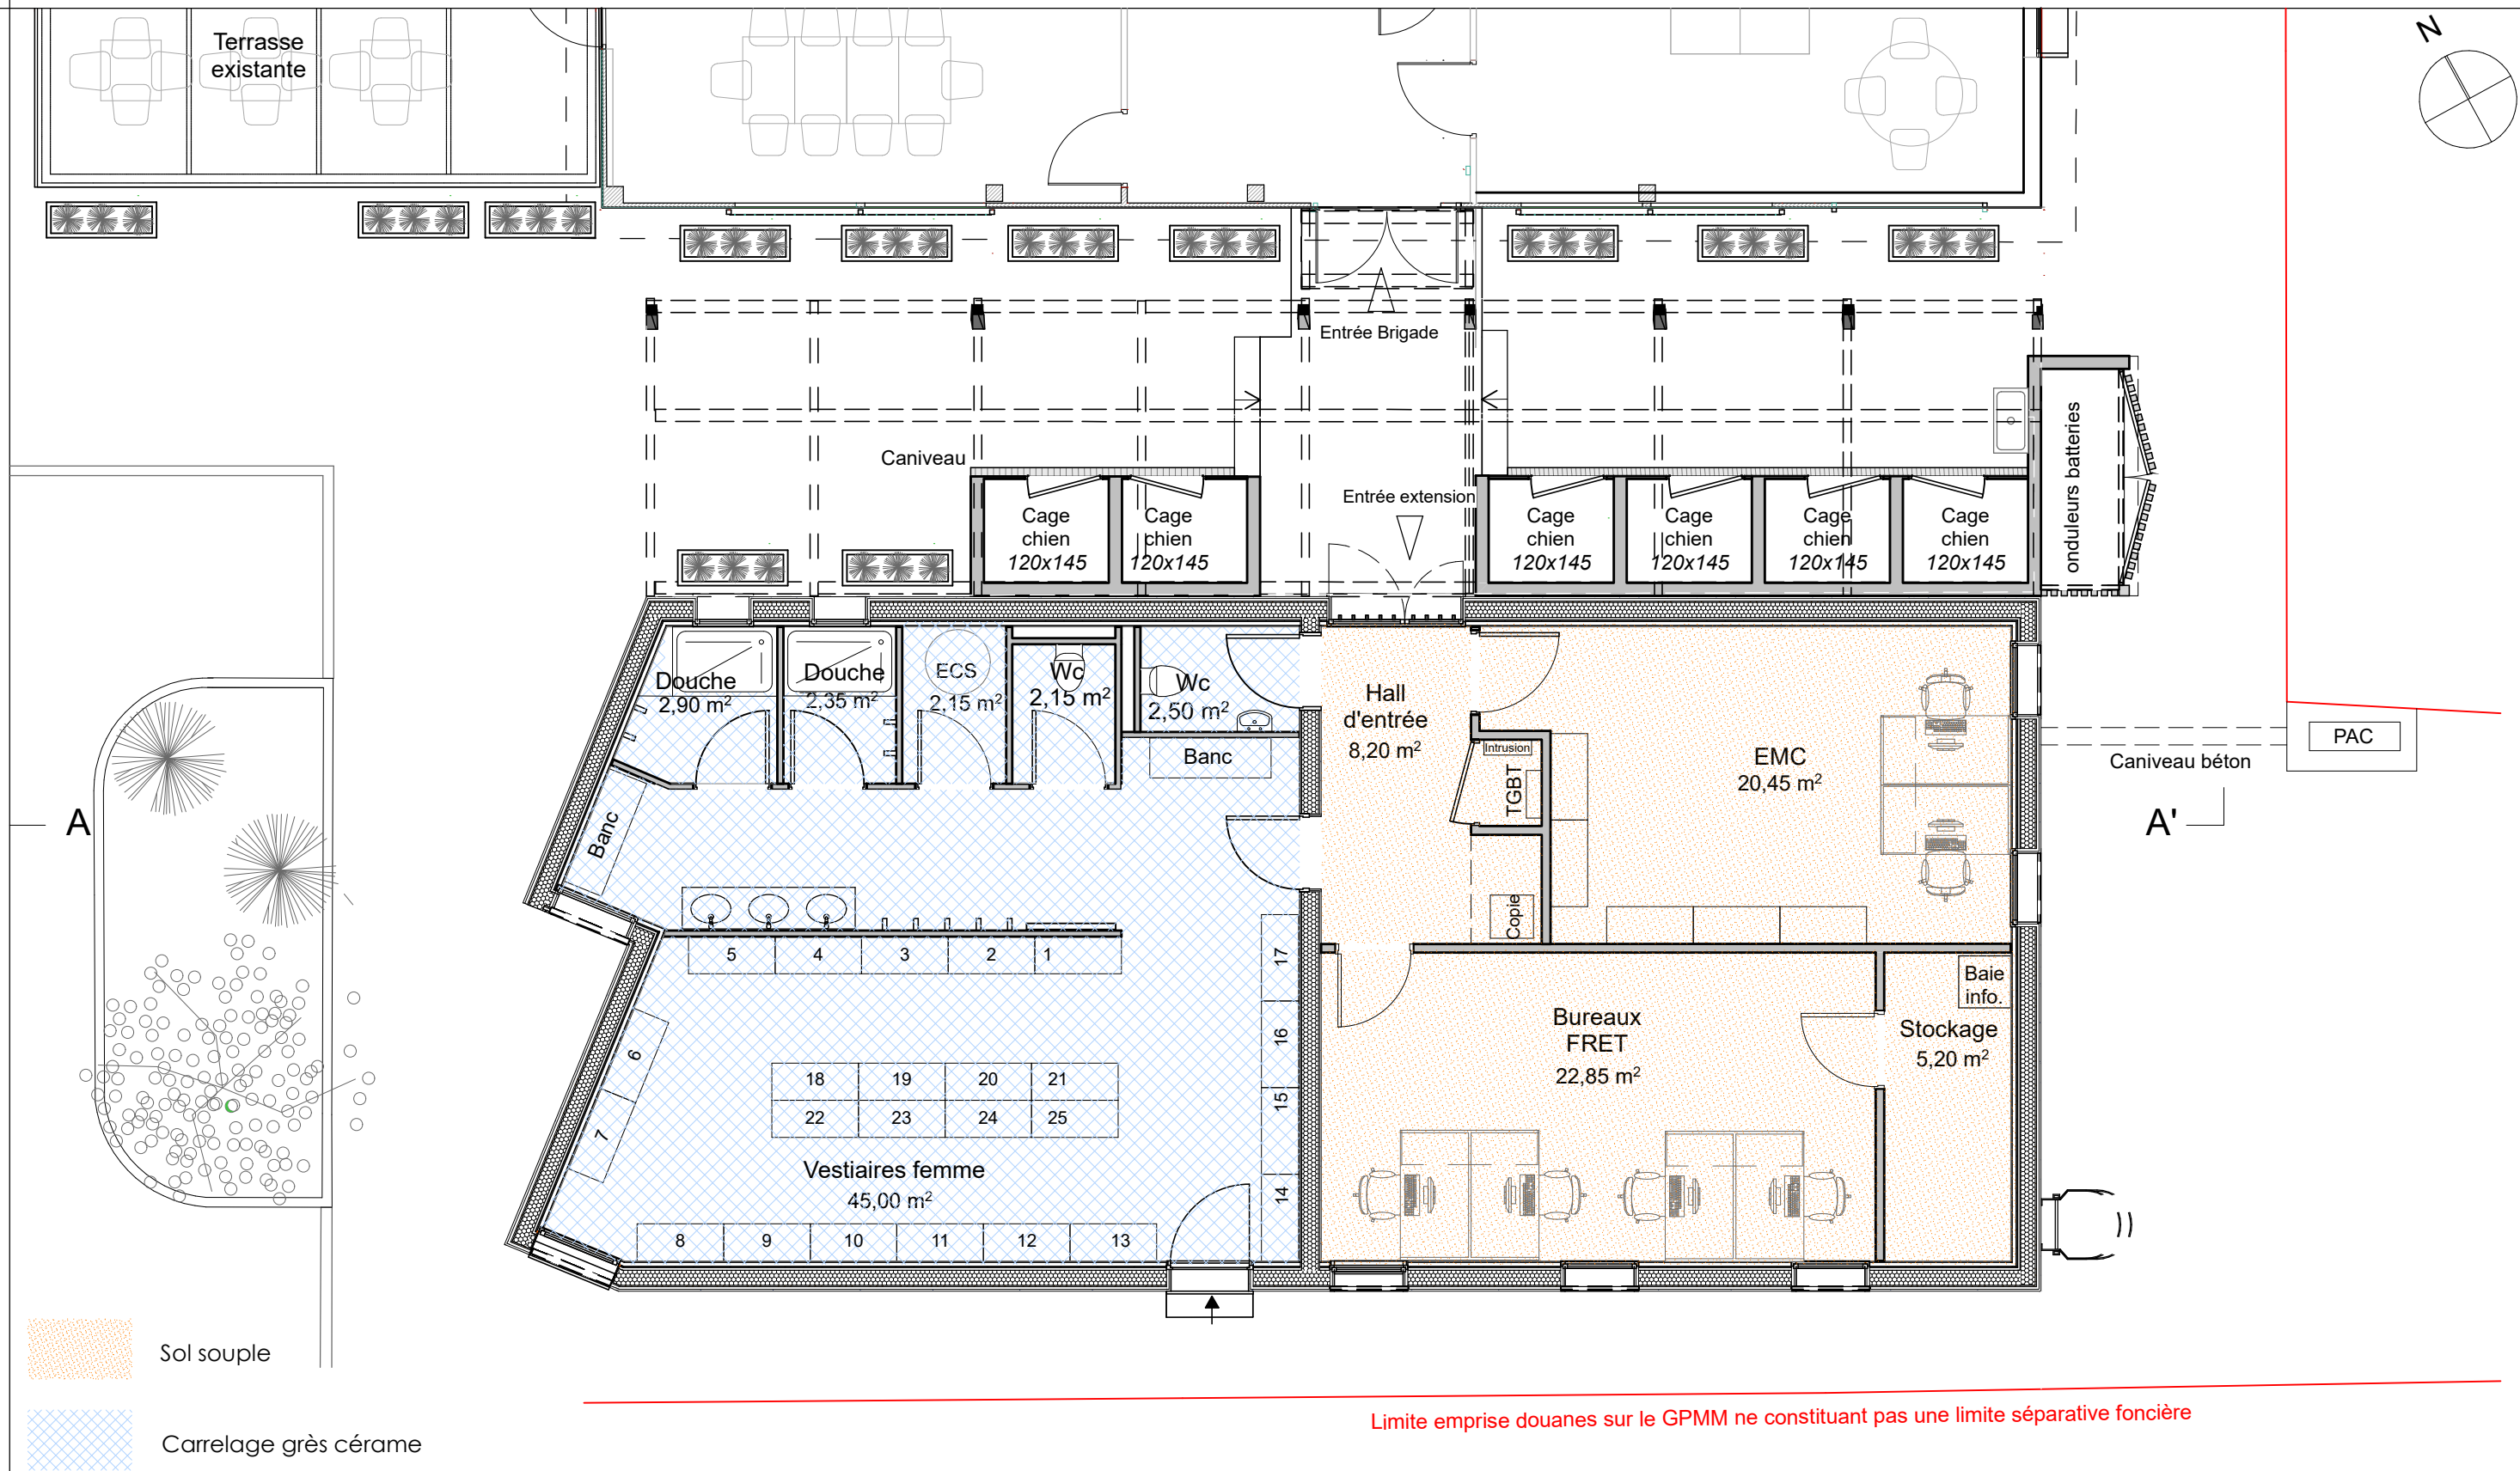 Terrasse
existante
N
Entrée Brigade
Caniveau
Entrée extension
onduleurs batteries
Cage
chien
120x145
Cage
chien
120x145
Cage
chien
120x145
Cage
chien
120x145
Cage
chien
120x145
Cage
chien
120x145
Douche
2,90 m²
Douche
2,35 m²
ECS
2,15 m²
Wc
2,15 m²
Wc
2,50 m²
Banc
Hall
d'entrée
8,20 m²
Intrusion
TGBT
EMC
20,45 m²
PAC
Caniveau béton
A
A'
Banc
Copie
5
4
3
2
1
17
16
15
14
6
7
18
19
20
21
22
23
24
25
Vestiaires femme
45,00 m²
8
9
10
11
12
13
Bureaux
FRET
22,85 m²
Baie
info.
Stockage
5,20 m²
Sol souple
Carrelage grès cérame
Limite emprise douanes sur le GPMM ne constituant pas une limite séparative foncière